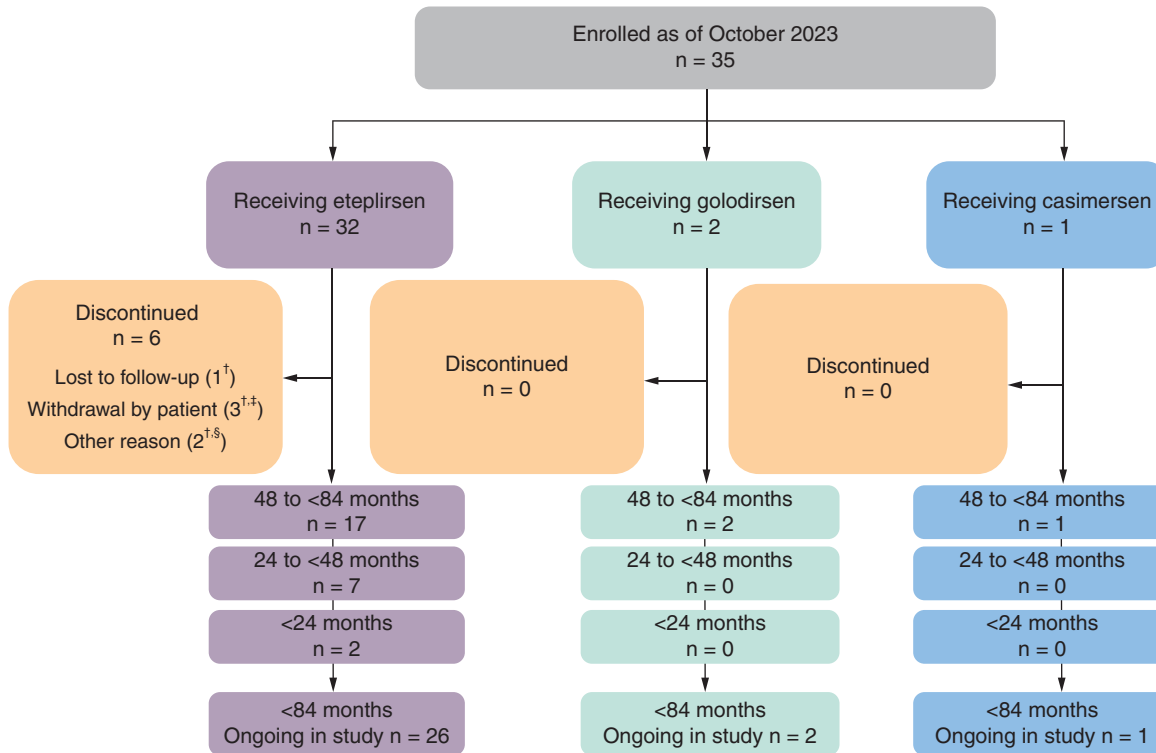 Enrolled as of October 2023
n = 35
Receiving eteplirsen
n = 32
Receiving golodirsen
n = 2
Receiving casimersen
n = 1
Discontinued
n = 6
Lost to follow-up (1†)
Withdrawal by patient (3†,‡)
Other reason (2†,§)
Discontinued
n = 0
Discontinued
n = 0
48 to <84 months
n = 17
48 to <84 months
n = 2
48 to <84 months
n = 1
24 to <48 months
n = 7
24 to <48 months
n = 0
24 to <48 months
n = 0
<24 months
n = 2
<24 months
n = 0
<24 months
n = 0
<84 months
Ongoing in study n = 26
<84 months
Ongoing in study n = 2
<84 months
Ongoing in study n = 1